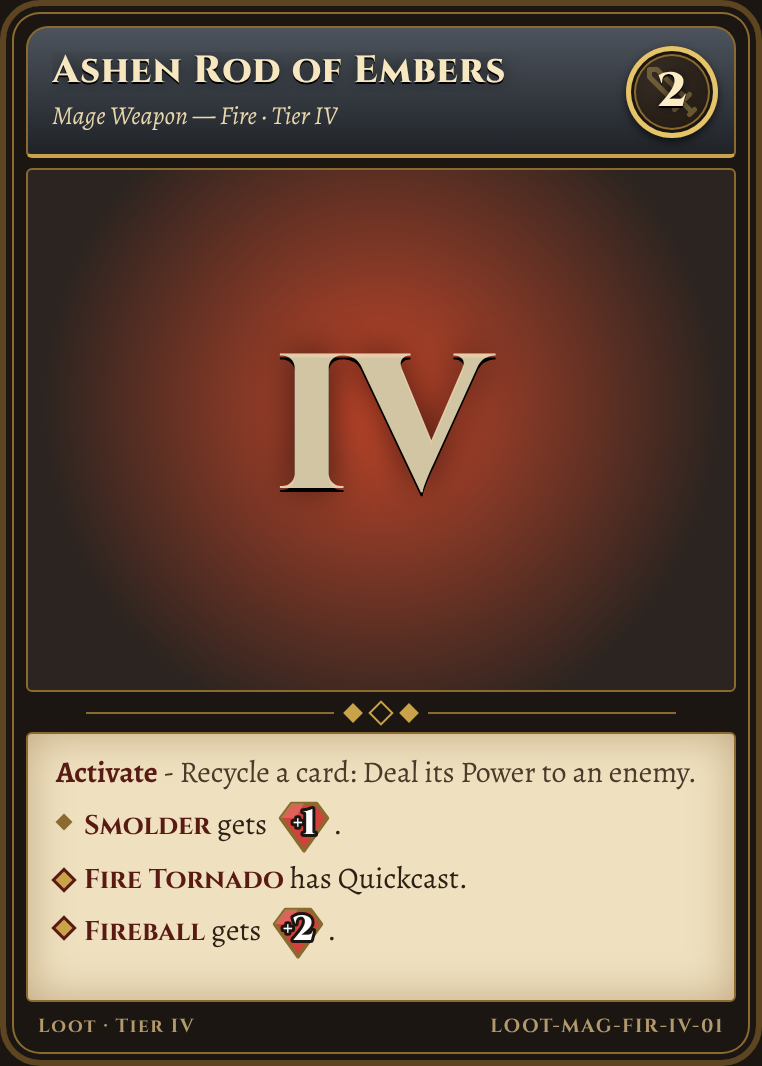 Ashen Rod of Embers
2
Mage Weapon — Fire · Tier IV
IV
Activate - Recycle a card: Deal its Power to an enemy.
Smolder gets +1.
Fire Tornado has Quickcast.
Fireball gets +2.
Loot · Tier IV
LOOT-MAG-FIR-IV-01